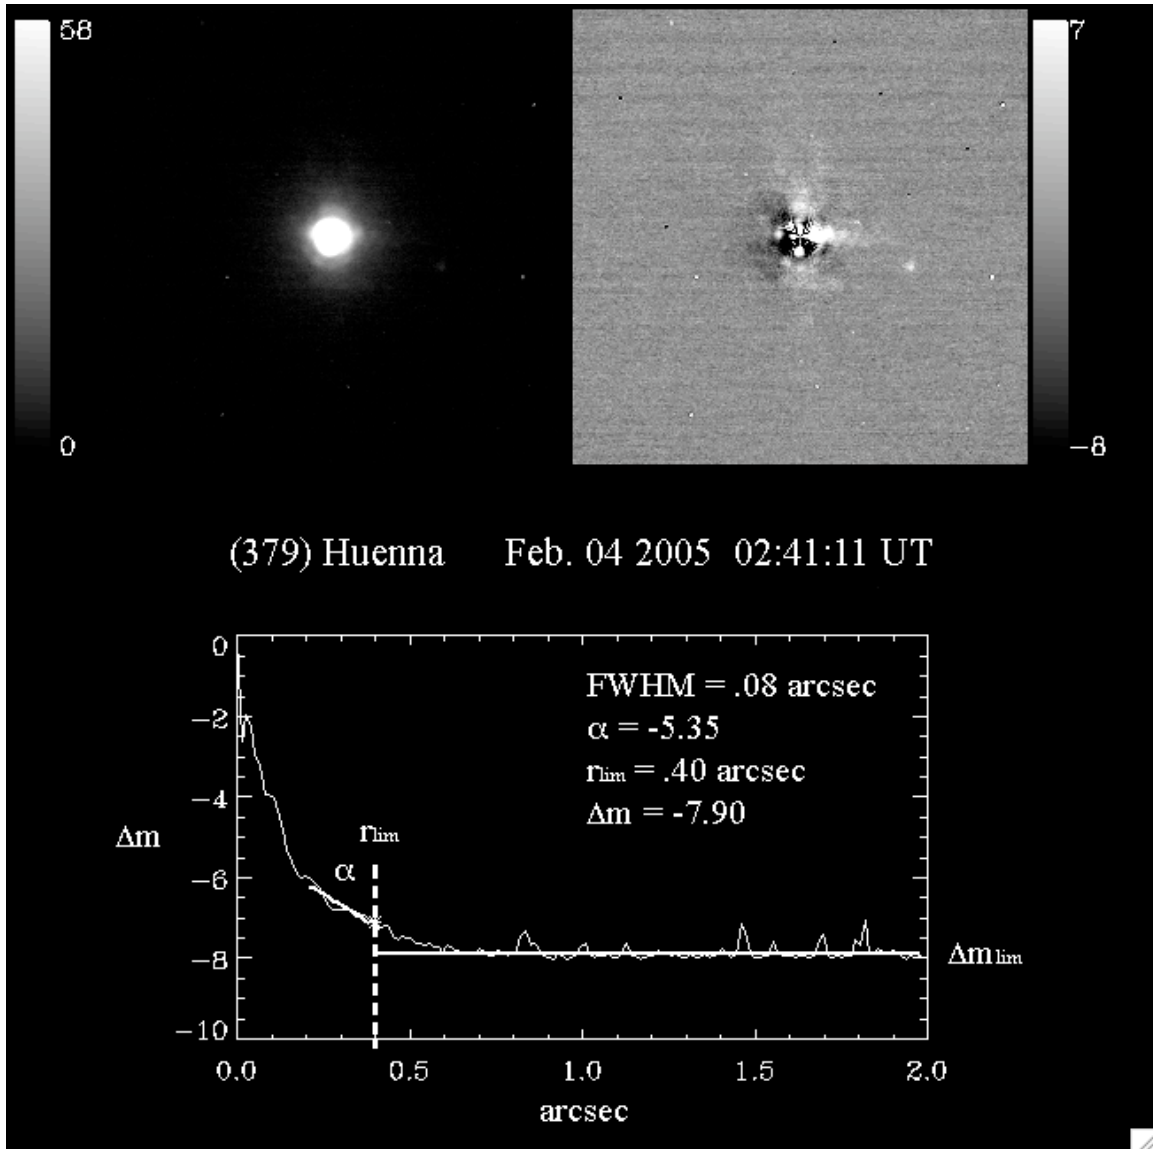 58
7
0
−8
(379) Huenna Feb. 04 2005 02:41:11 UT
0
−2
−4
−6
−8
−10
Δm
FWHM = .08 arcsec
α = -5.35
rlim = .40 arcsec
Δm = -7.90
rlim
α
Δmlim
0.0 0.5 1.0 1.5 2.0
arcsec